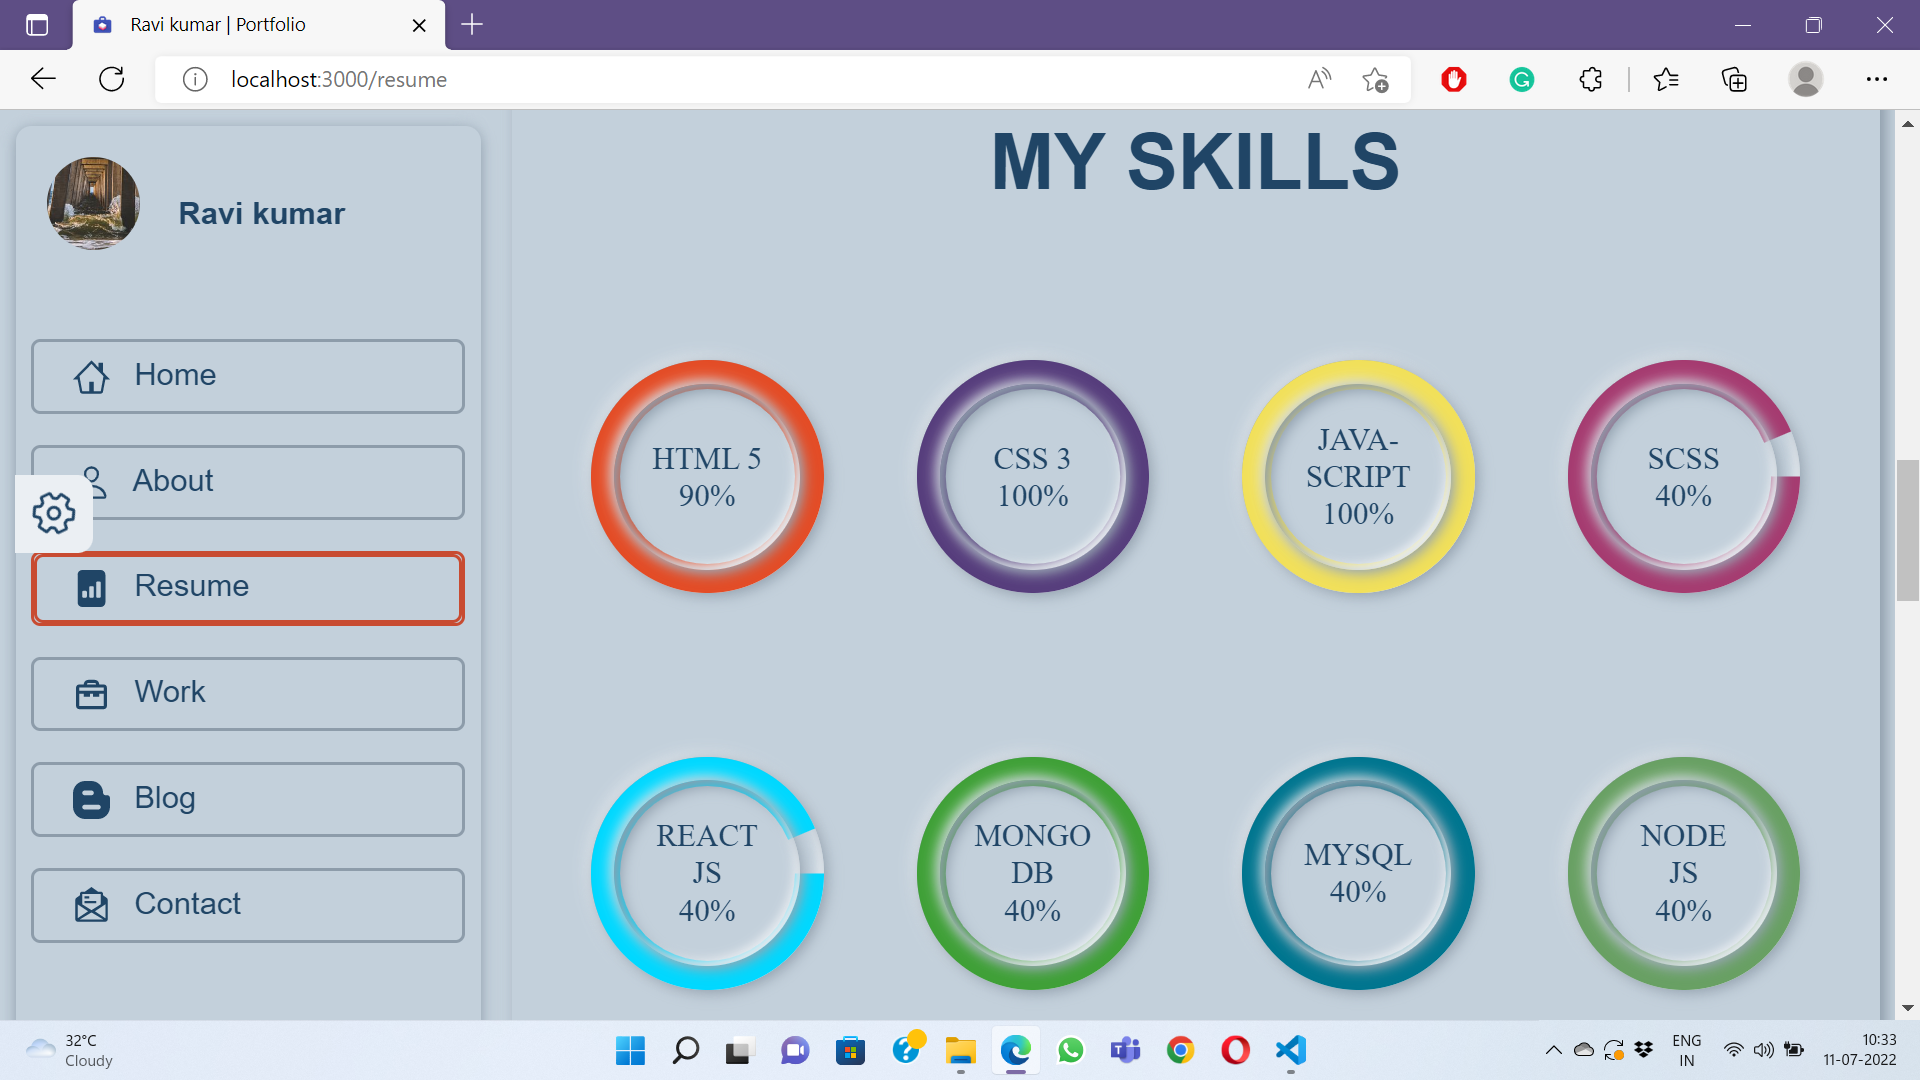 Ravi kumar | Portfolio
localhost:3000/resume
MY SKILLS
Ravi kumar
Home
About
Resume
Work
Blog
Contact
HTML 5
90%
CSS 3
100%
JAVA-
SCRIPT
100%
SCSS
40%
REACT
JS
40%
MONGO
DB
40%
MYSQL
40%
NODE
JS
40%
32°C
Cloudy
ENG
IN
10:33
11-07-2022